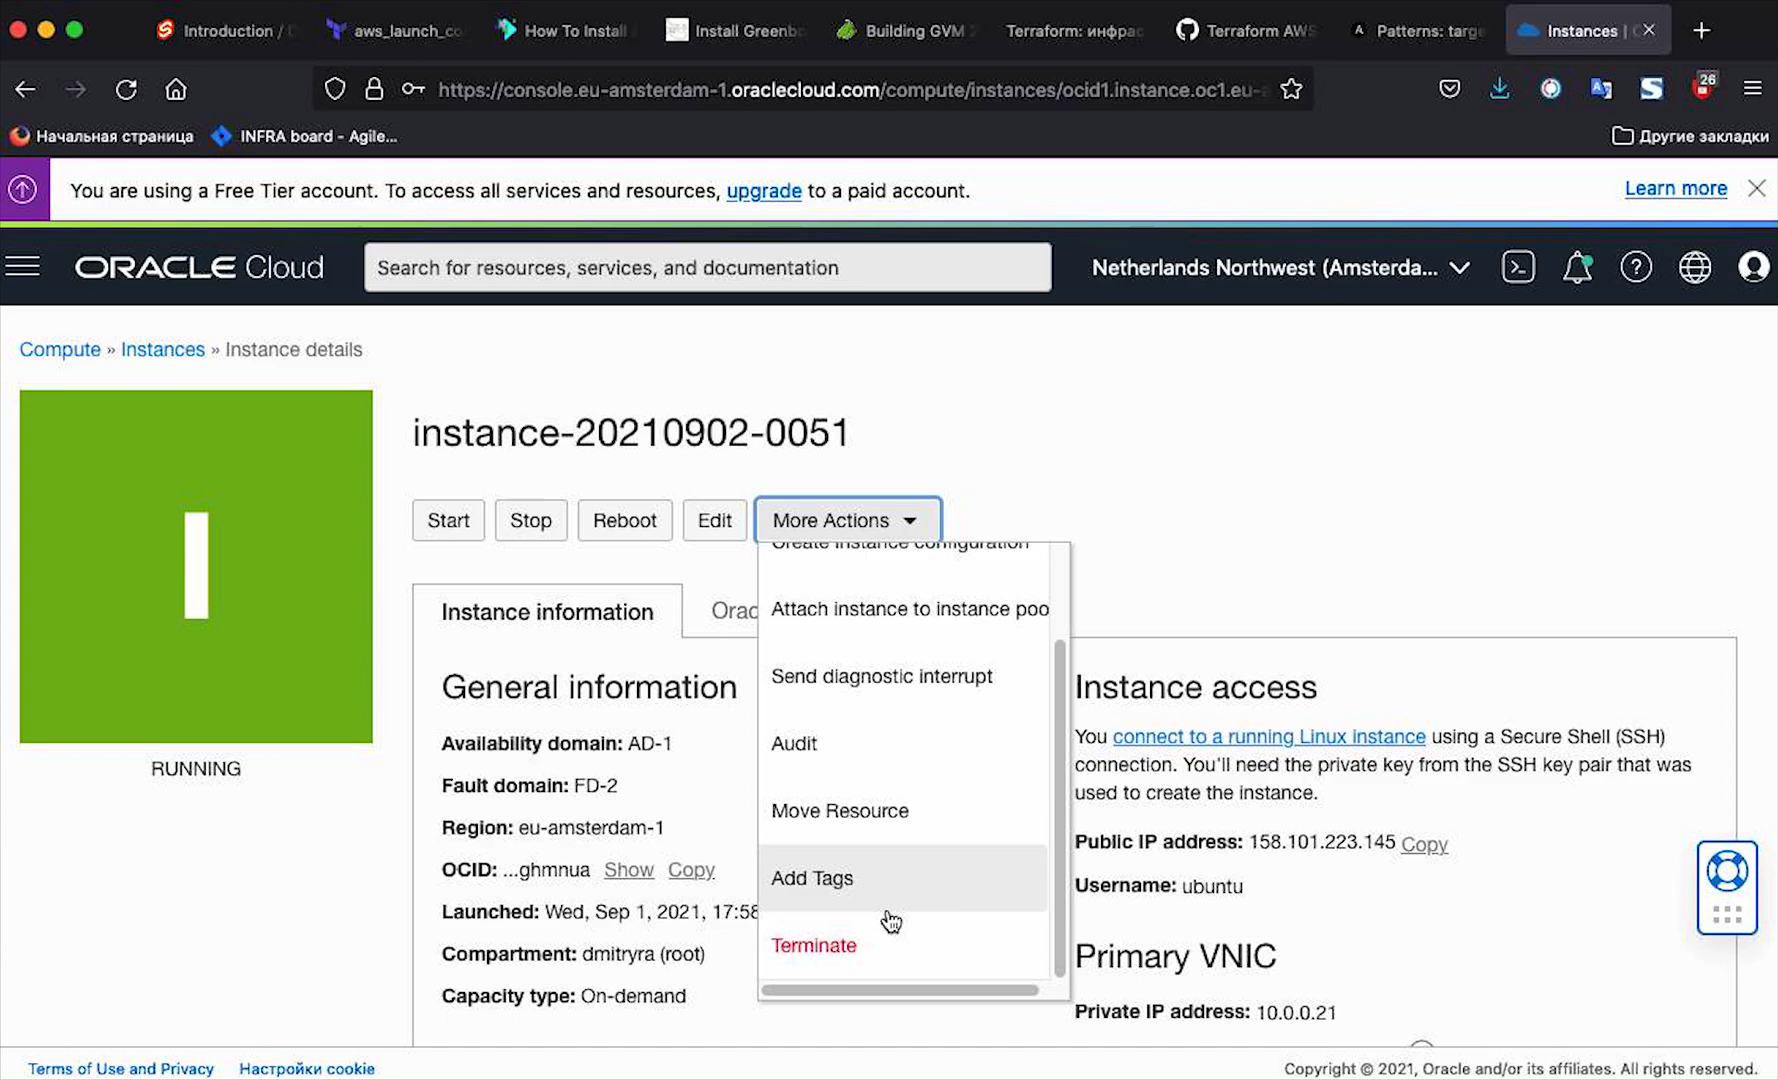 Introduction /
aws_launch_co
How To Install
Install Greenb
Building GVM
Terraform: инфрас
Terraform AWS
Patterns: targe
Instances |
https://console.eu-amsterdam-1.oraclecloud.com/compute/instances/ocid1.instance.oc1.eu-
26
Начальная страница
INFRA board - Agile...
Другие закладки
You are using a Free Tier account. To access all services and resources, upgrade to a paid account.
Learn more
ORACLE Cloud
Search for resources, services, and documentation
Netherlands Northwest (Amsterda...
Compute » Instances » Instance details
I
RUNNING
instance-20210902-0051
Start
Stop
Reboot
Edit
More Actions
Create instance configuration
Attach instance to instance poo
Send diagnostic interrupt
Audit
Move Resource
Add Tags
Terminate
Instance information
Orac
General information
Availability domain: AD-1
Fault domain: FD-2
Region: eu-amsterdam-1
OCID: ...ghmnua Show Copy
Launched: Wed, Sep 1, 2021, 17:58
Compartment: dmitryra (root)
Capacity type: On-demand
Instance access
You connect to a running Linux instance using a Secure Shell (SSH)
connection. You'll need the private key from the SSH key pair that was
used to create the instance.
Public IP address: 158.101.223.145 Copy
Username: ubuntu
Primary VNIC
Private IP address: 10.0.0.21
Terms of Use and Privacy
Настройки cookie
Copyright © 2021, Oracle and/or its affiliates. All rights reserved.